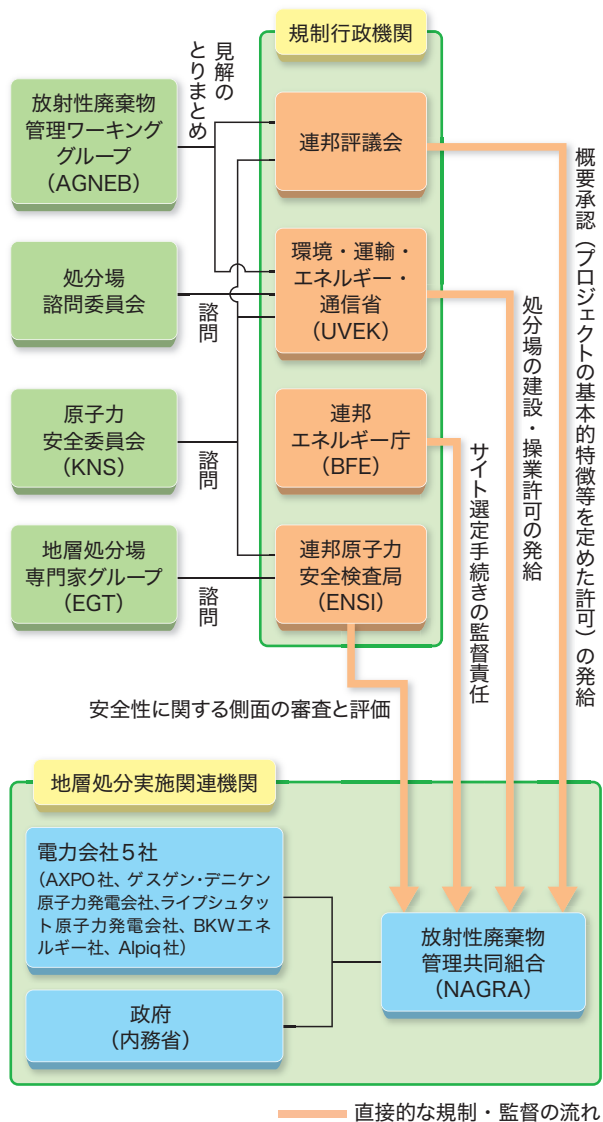 規制行政機関
見解の
とりまとめ
放射性廃棄物
管理ワーキング
グループ
（AGNEB）
連邦評議会
処分場
諮問委員会
諮問
環境・運輸・
エネルギー・
通信省
（UVEK）
原子力
安全委員会
（KNS）
諮問
連邦
エネルギー庁
（BFE）
地層処分場
専門家グループ
（EGT）
諮問
連邦原子力
安全検査局
（ENSI）
概要承認（プロジェクトの基本的特徴等を定めた許可）の発給
処分場の建設・操業許可の発給
サイト選定手続きの監督責任
安全性に関する側面の審査と評価
地層処分実施関連機関
電力会社5社
（AXPO社、ゲスゲン・デニケン
原子力発電会社、ライプシュタッ
ト原子力発電会社、BKWエネ
ルギー社、Alpiq社）
政府
（内務省）
放射性廃棄物
管理共同組合
（NAGRA）
直接的な規制・監督の流れ